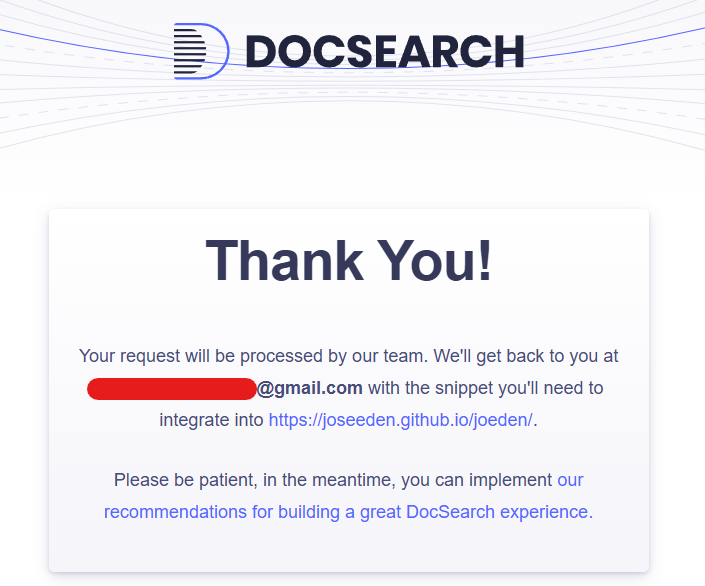 DOCSEARCH
Thank You!
Your request will be processed by our team. We'll get back to you at
@gmail.com with the snippet you'll need to
integrate into https://joseeden.github.io/joeden/.
Please be patient, in the meantime, you can implement our
recommendations for building a great DocSearch experience.